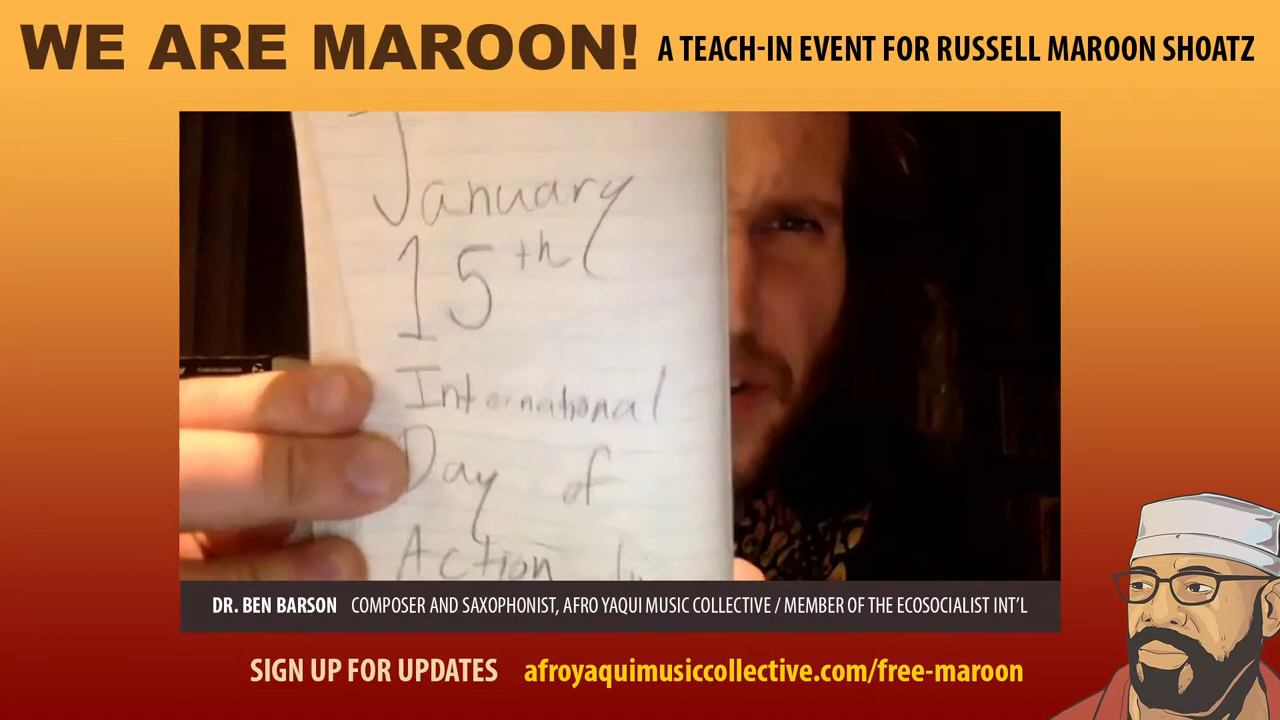 WE ARE MAROON! A TEACH-IN EVENT FOR RUSSELL MAROON SHOATZ
January
15th
International
Day of
Action
DR. BEN BARSON COMPOSER AND SAXOPHONIST, AFRO YAQUI MUSIC COLLECTIVE / MEMBER OF THE ECOSOCIALIST INT'L
SIGN UP FOR UPDATES afroyaquimusiccollective.com/free-maroon